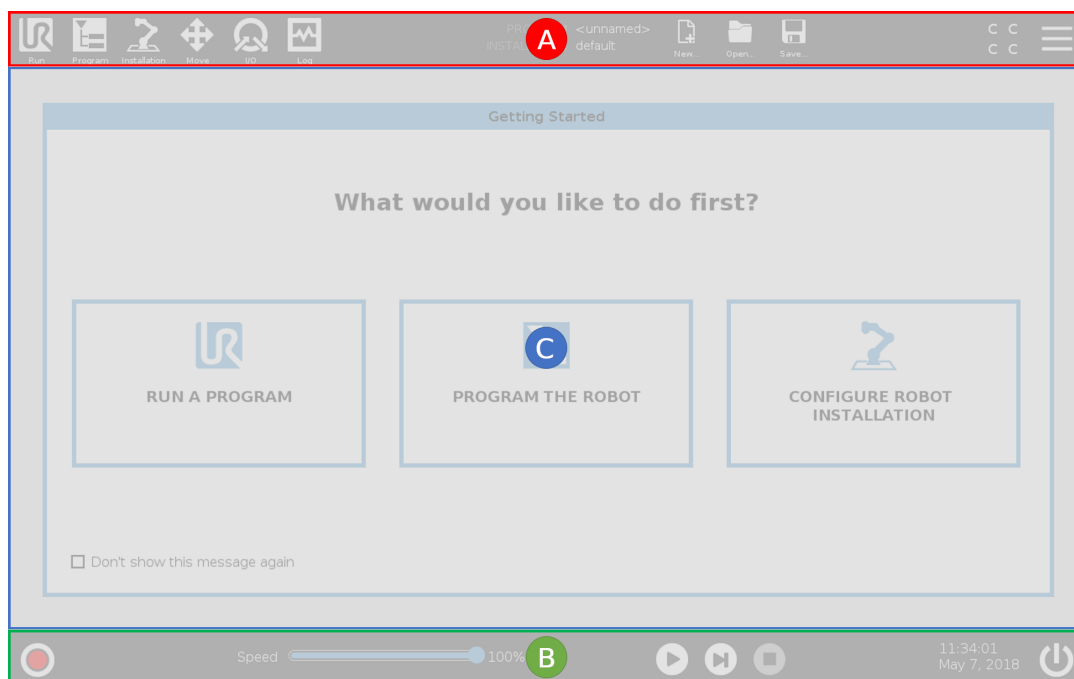 PR
<unnamed>
INSTAL
default
A
Run
Program
Installation
Move
I/O
Log
New...
Open...
Save...
C C
C C
Getting Started
What would you like to do first?
C
RUN A PROGRAM
PROGRAM THE ROBOT
CONFIGURE ROBOT
INSTALLATION
Don't show this message again
Speed
100%
B
11:34:01
May 7, 2018